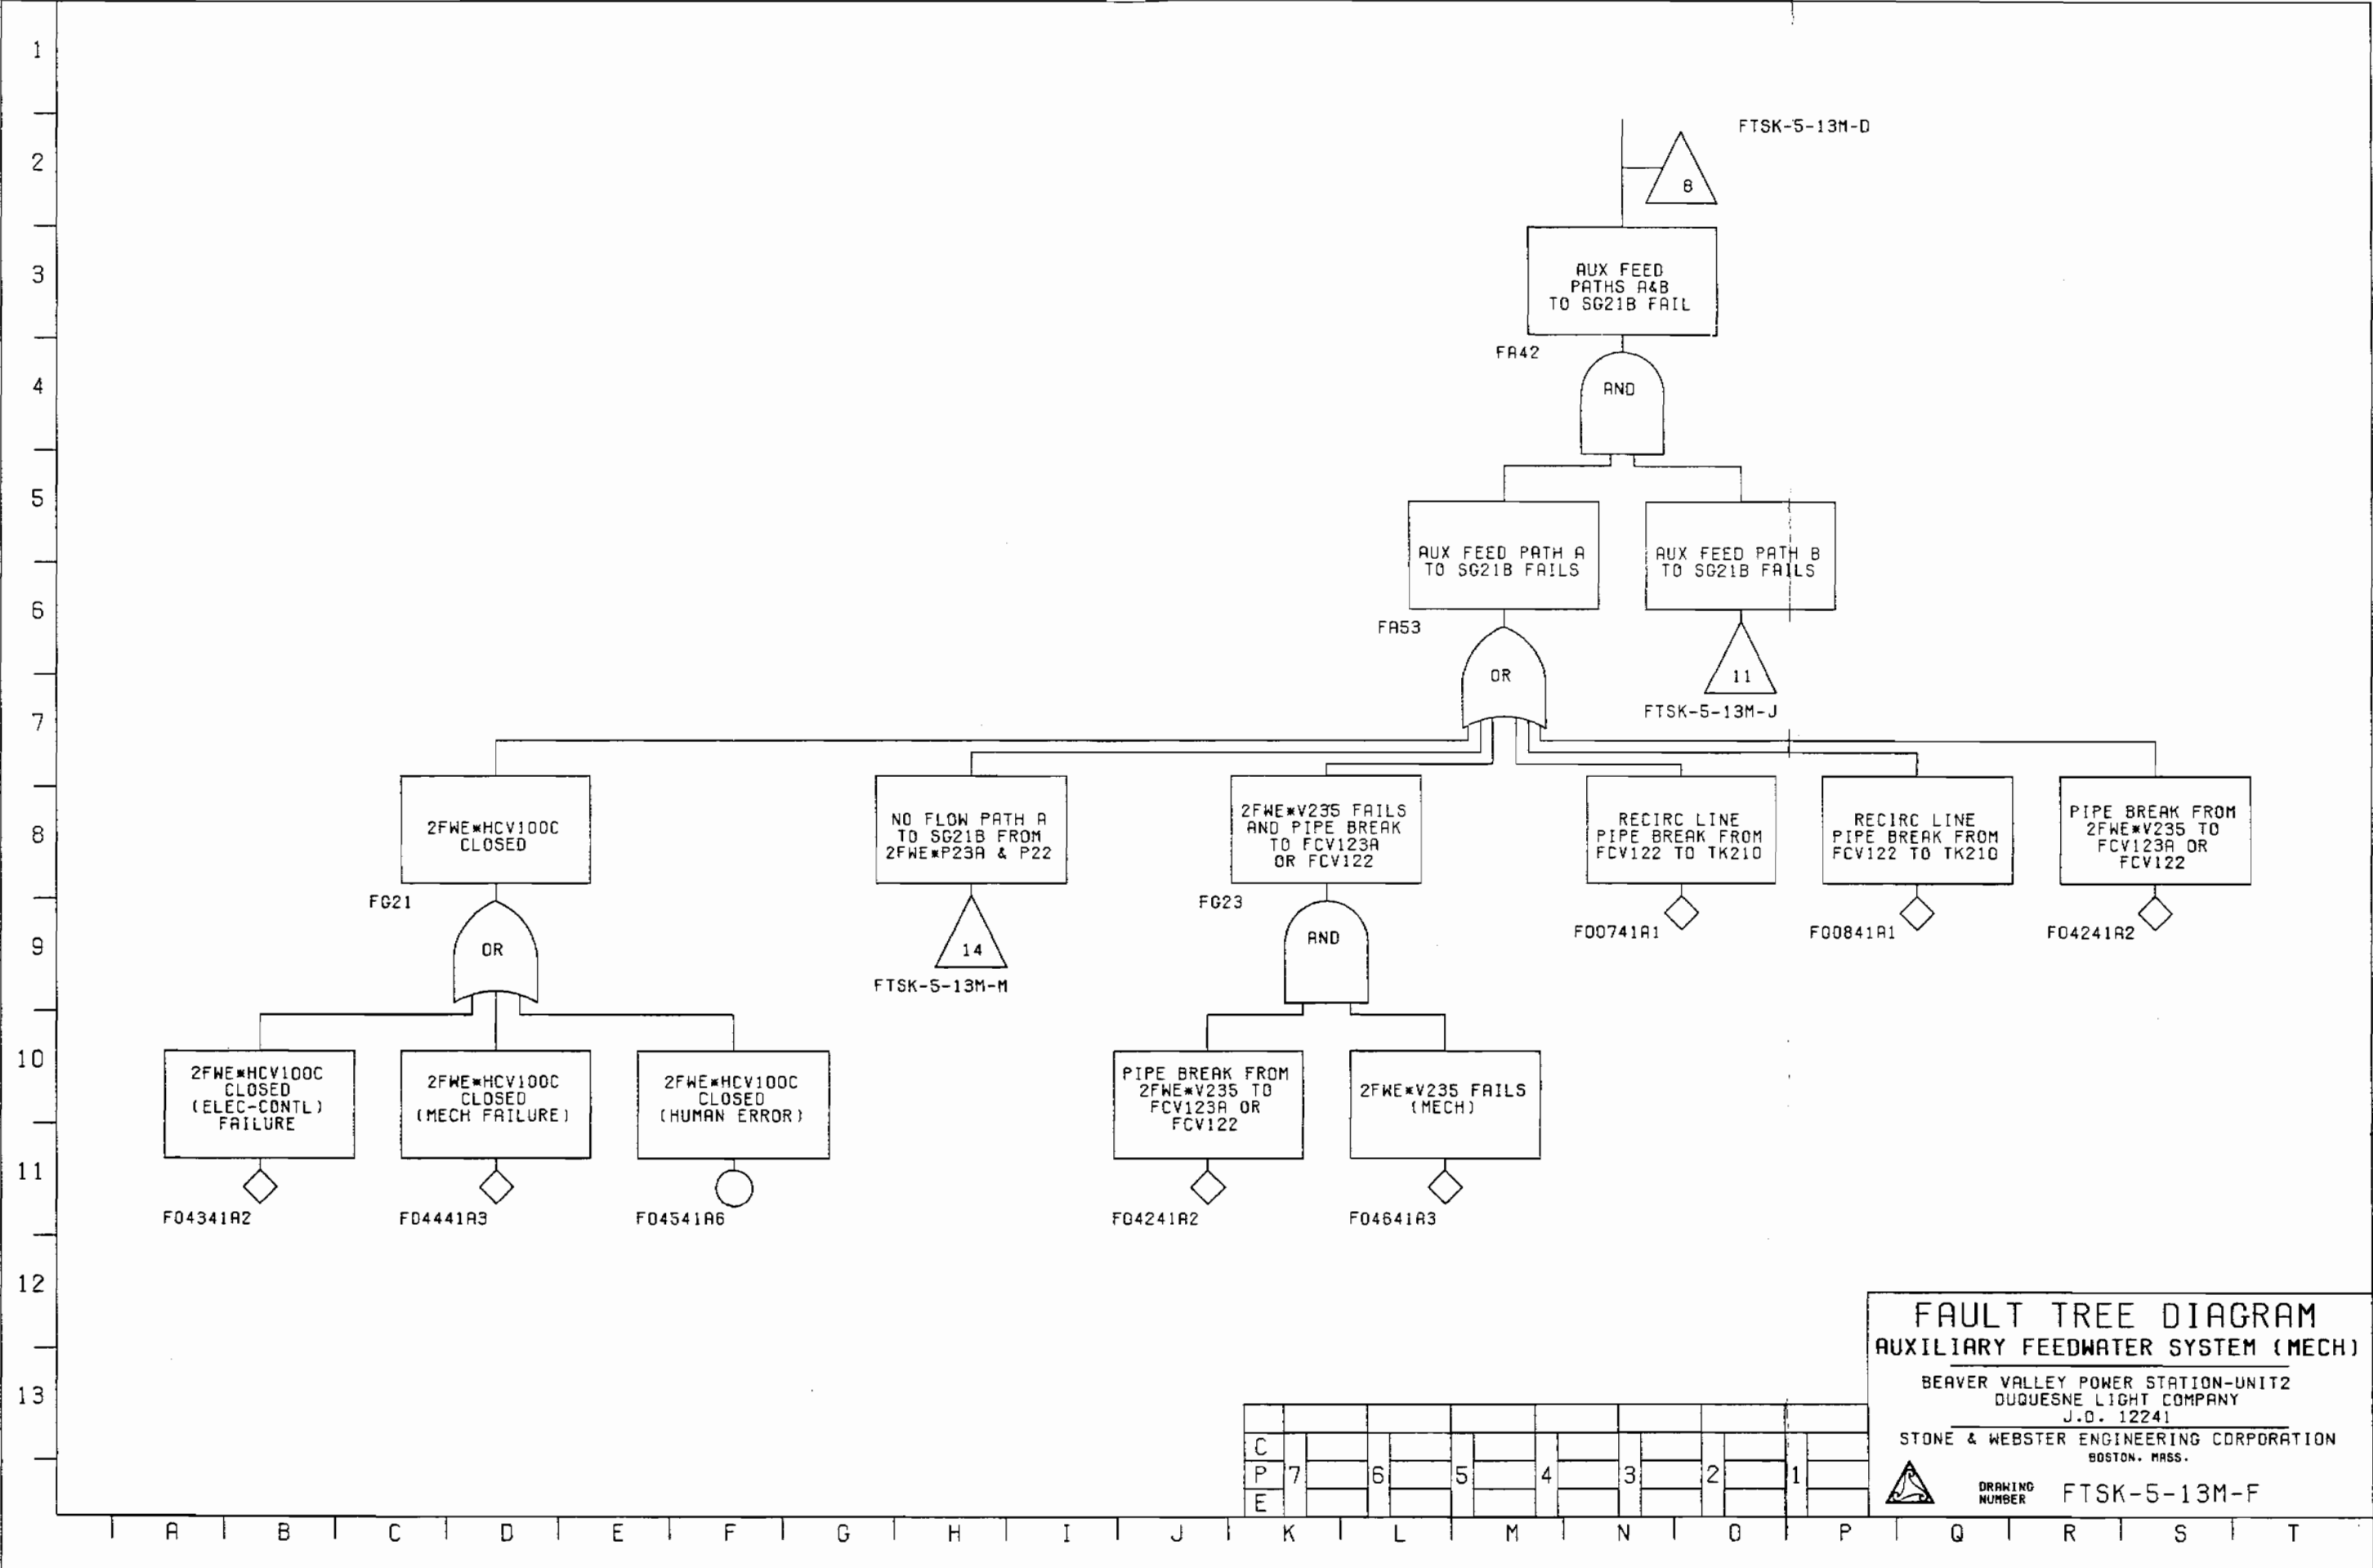 1
2
3
4
5
6
7
8
9
10
11
12
13
FTSK-5-13M-D
8
AUX FEED
PATHS A&B
TO SG21B FAIL
FA42
AND
AUX FEED PATH A
TO SG21B FAILS
AUX FEED PATH B
TO SG21B FAILS
FA53
OR
11
FTSK-5-13M-J
2FWE*HCV100C
CLOSED
NO FLOW PATH A
TO SG21B FROM
2FWE*P23A & P22
2FWE*V235 FAILS
AND PIPE BREAK
TO FCV123A
OR FCV122
RECIRC LINE
PIPE BREAK FROM
FCV122 TO TK210
RECIRC LINE
PIPE BREAK FROM
FCV122 TO TK210
PIPE BREAK FROM
2FWE*V235 TO
FCV123A OR
FCV122
FG21
OR
14
FTSK-5-13M-M
FG23
AND
F00741A1
F00841A1
F04241A2
2FWE*HCV100C
CLOSED
(ELEC-CONTL)
FAILURE
2FWE*HCV100C
CLOSED
(MECH FAILURE)
2FWE*HCV100C
CLOSED
(HUMAN ERROR)
PIPE BREAK FROM
2FWE*V235 TO
FCV123A OR
FCV122
2FWE*V235 FAILS
(MECH)
F04341A2
F04441A3
F04541A6
F04241A2
F04641A3
FAULT TREE DIAGRAM
AUXILIARY FEEDWATER SYSTEM (MECH)
BEAVER VALLEY POWER STATION-UNIT2
DUQUESNE LIGHT COMPANY
J.O. 12241
STONE & WEBSTER ENGINEERING CORPORATION
BOSTON. MASS.
DRAWING
NUMBER
FTSK-5-13M-F
C
P 7 6 5 4 3 2 1
E
A B C D E F G H I J K L M N O P Q R S T